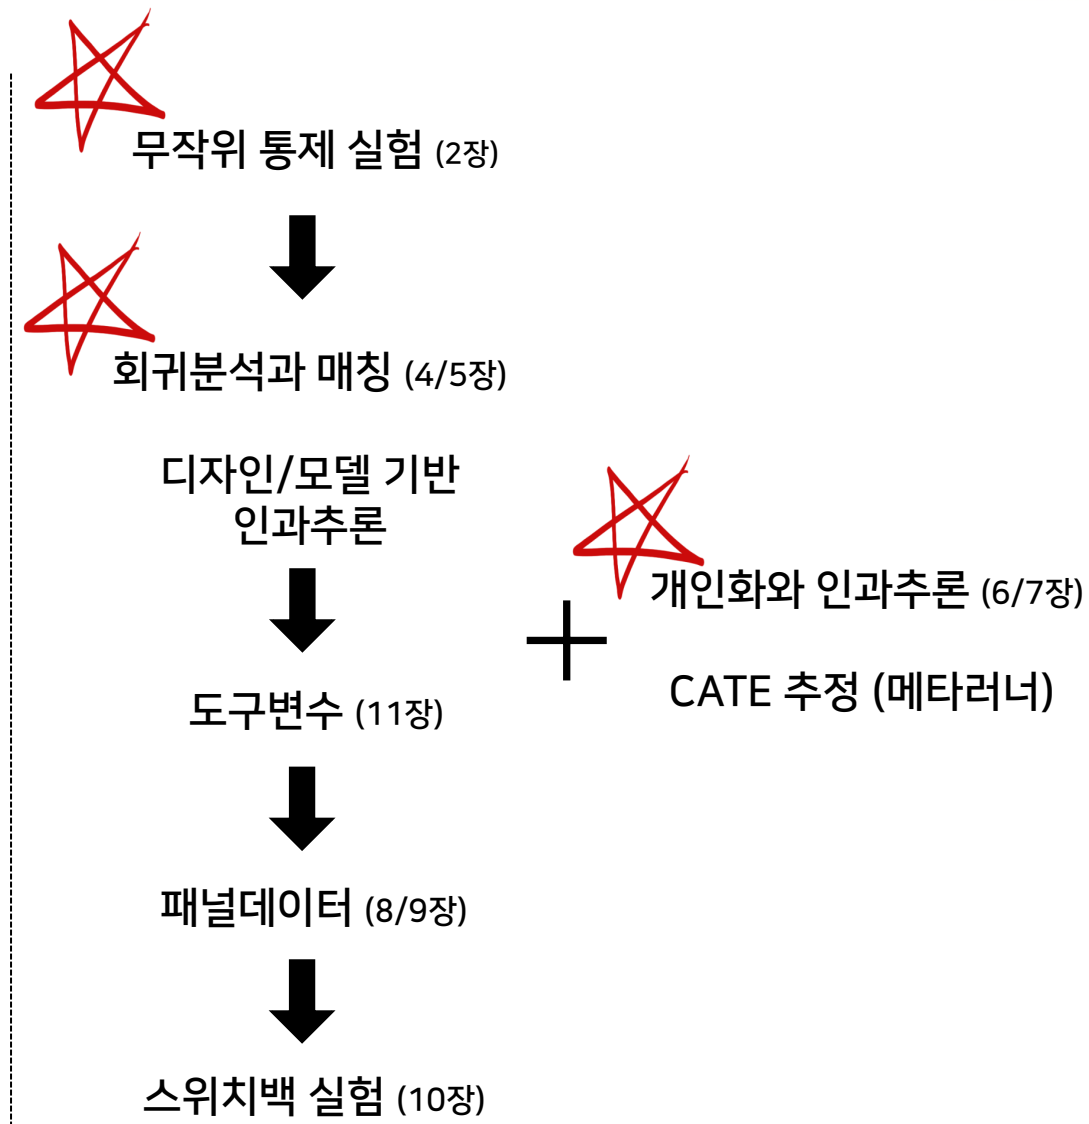 무작위 통제 실험 (2장)
회귀분석과 매칭 (4/5장)
디자인/모델 기반
인과추론
개인화와 인과추론 (6/7장)
CATE 추정 (메타러너)
도구변수 (11장)
패널데이터 (8/9장)
스위치백 실험 (10장)